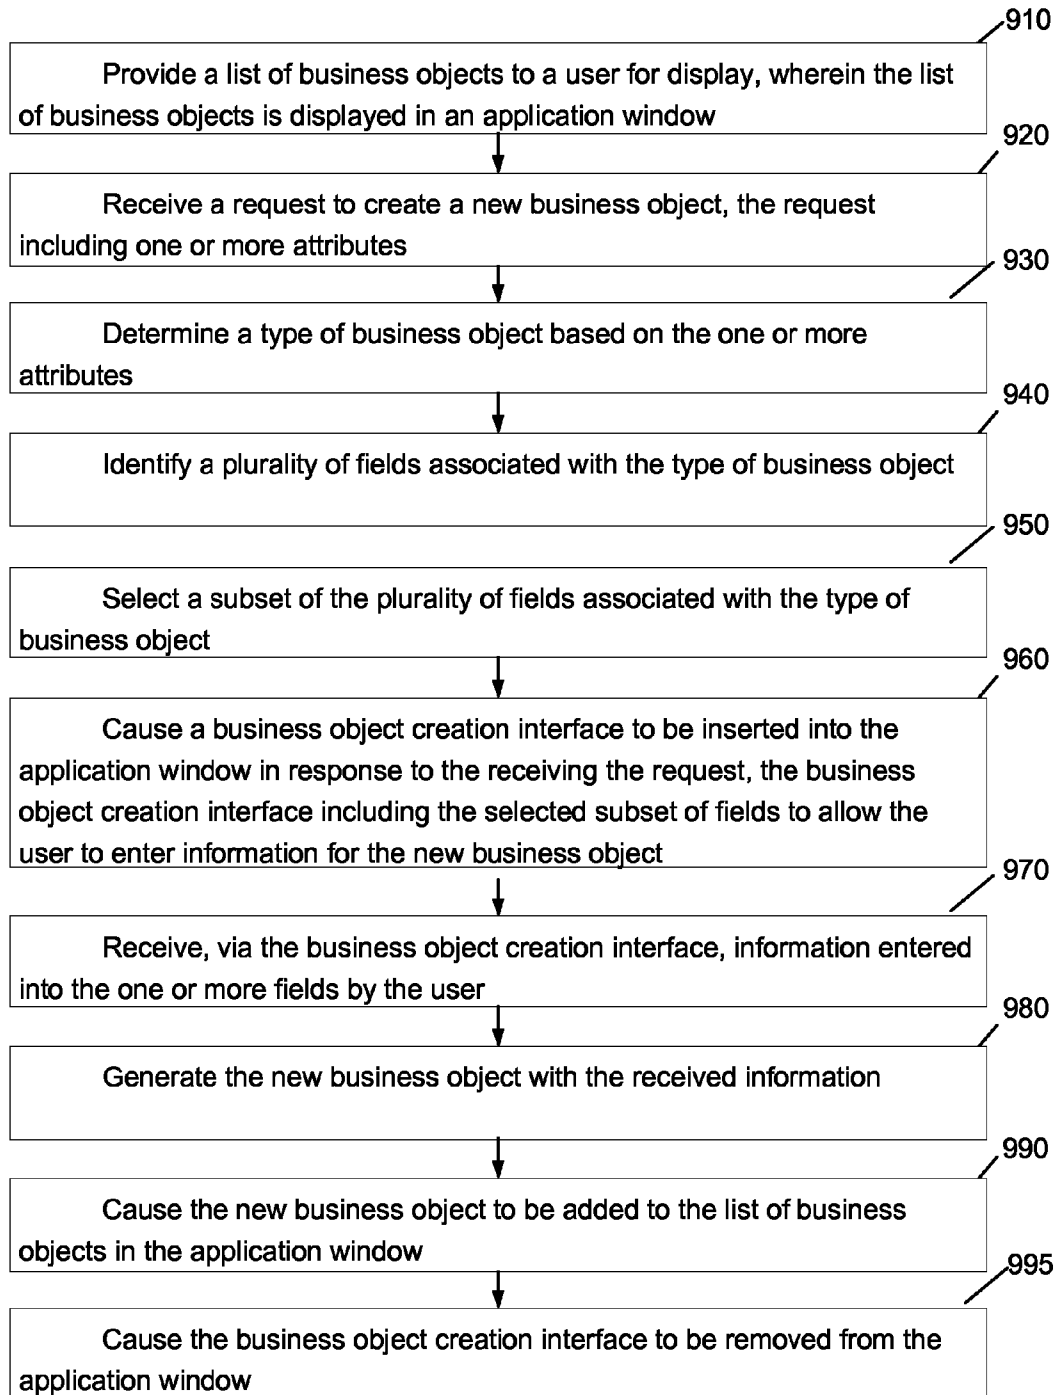 910
Provide a list of business objects to a user for display, wherein the list
of business objects is displayed in an application window
920
Receive a request to create a new business object, the request
including one or more attributes
930
Determine a type of business object based on the one or more
attributes
940
Identify a plurality of fields associated with the type of business object
950
Select a subset of the plurality of fields associated with the type of
business object
960
Cause a business object creation interface to be inserted into the
application window in response to the receiving the request, the business
object creation interface including the selected subset of fields to allow the
user to enter information for the new business object
970
Receive, via the business object creation interface, information entered
into the one or more fields by the user
980
Generate the new business object with the received information
990
Cause the new business object to be added to the list of business
objects in the application window
995
Cause the business object creation interface to be removed from the
application window